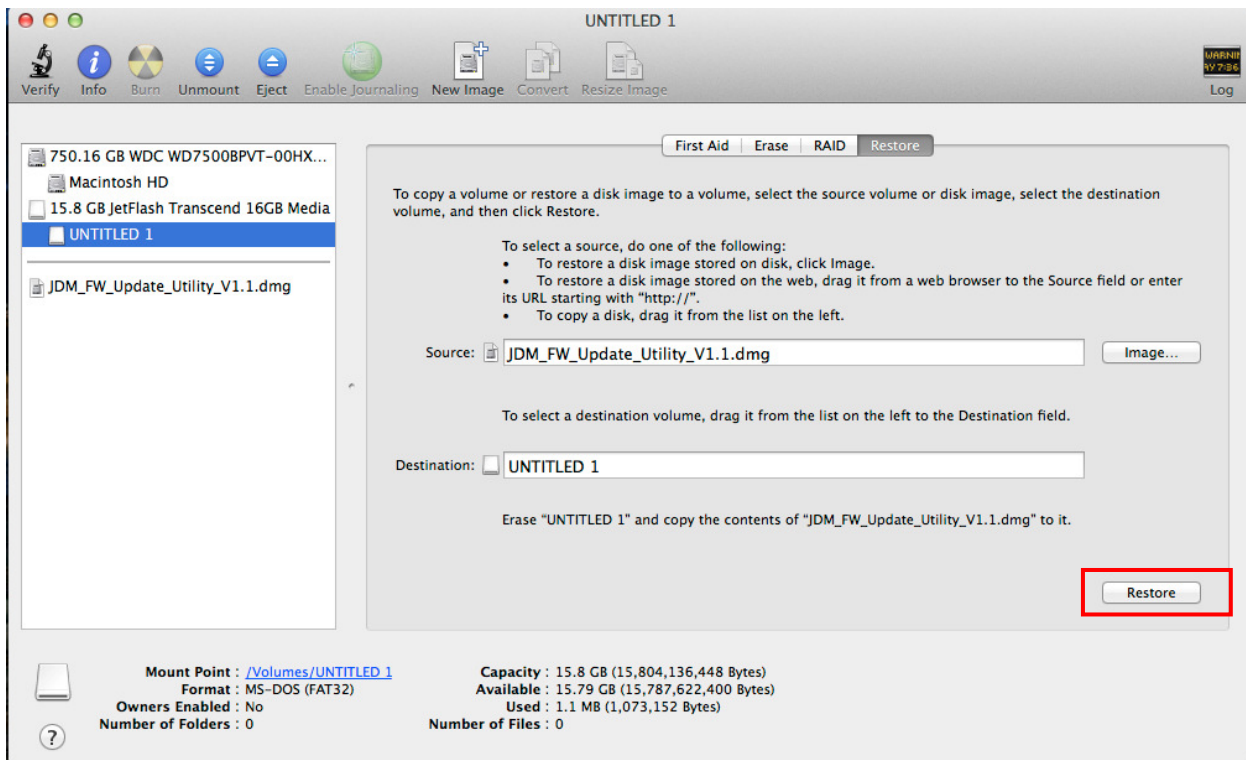 UNTITLED 1
Verify Info Burn Unmount Eject Enable Journaling New Image Convert Resize Image Log
WARNIN
AY 7:36
First Aid Erase RAID Restore
750.16 GB WDC WD7500BPVT-00HX...
Macintosh HD
15.8 GB JetFlash Transcend 16GB Media
UNTITLED 1
JDM_FW_Update_Utility_V1.1.dmg
To copy a volume or restore a disk image to a volume, select the source volume or disk image, select the destination
volume, and then click Restore.
To select a source, do one of the following:
• To restore a disk image stored on disk, click Image.
• To restore a disk image stored on the web, drag it from a web browser to the Source field or enter
its URL starting with “http://”.
• To copy a disk, drag it from the list on the left.
Source: JDM_FW_Update_Utility_V1.1.dmg Image...
To select a destination volume, drag it from the list on the left to the Destination field.
Destination: UNTITLED 1
Erase “UNTITLED 1” and copy the contents of “JDM_FW_Update_Utility_V1.1.dmg” to it.
Restore
Mount Point : /Volumes/UNTITLED 1
Format : MS-DOS (FAT32)
Owners Enabled : No
Number of Folders : 0
Capacity : 15.8 GB (15,804,136,448 Bytes)
Available : 15.79 GB (15,787,622,400 Bytes)
Used : 1.1 MB (1,073,152 Bytes)
Number of Files : 0
?